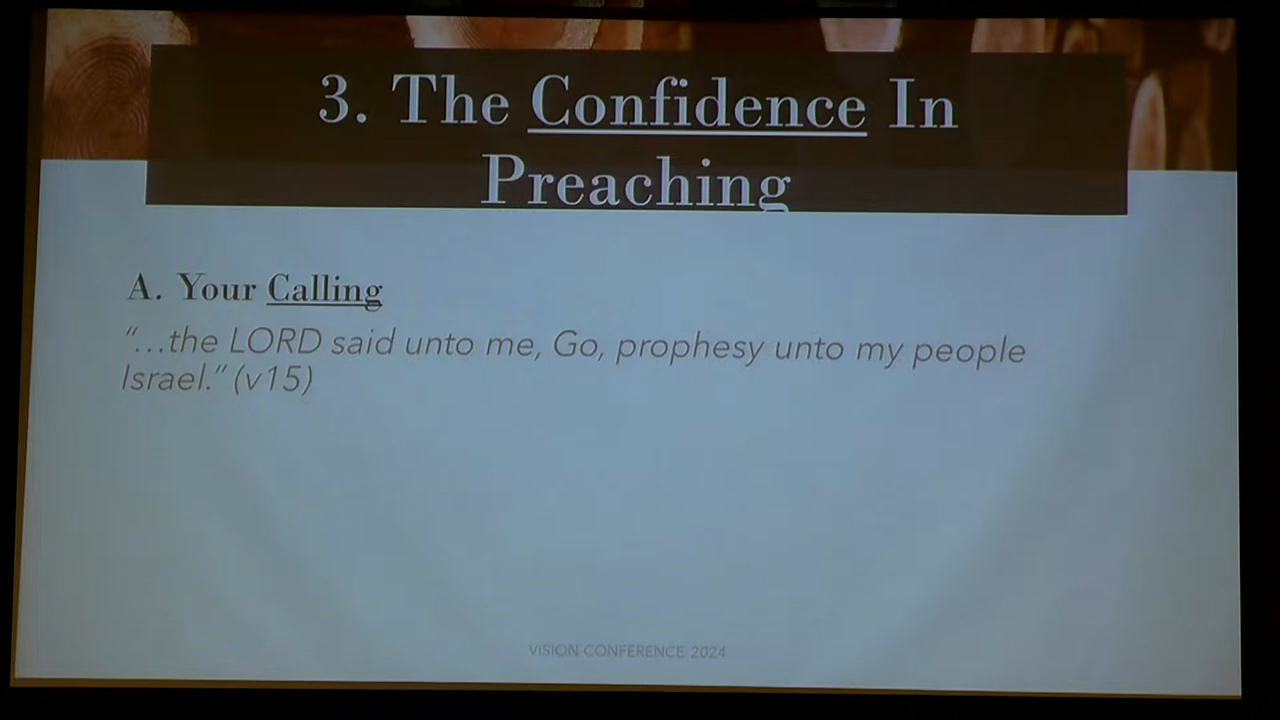 3. The Confidence In
Preaching
A. Your Calling
“...the LORD said unto me, Go, prophesy unto my people
Israel.” (v15)
VISION CONFERENCE 2024